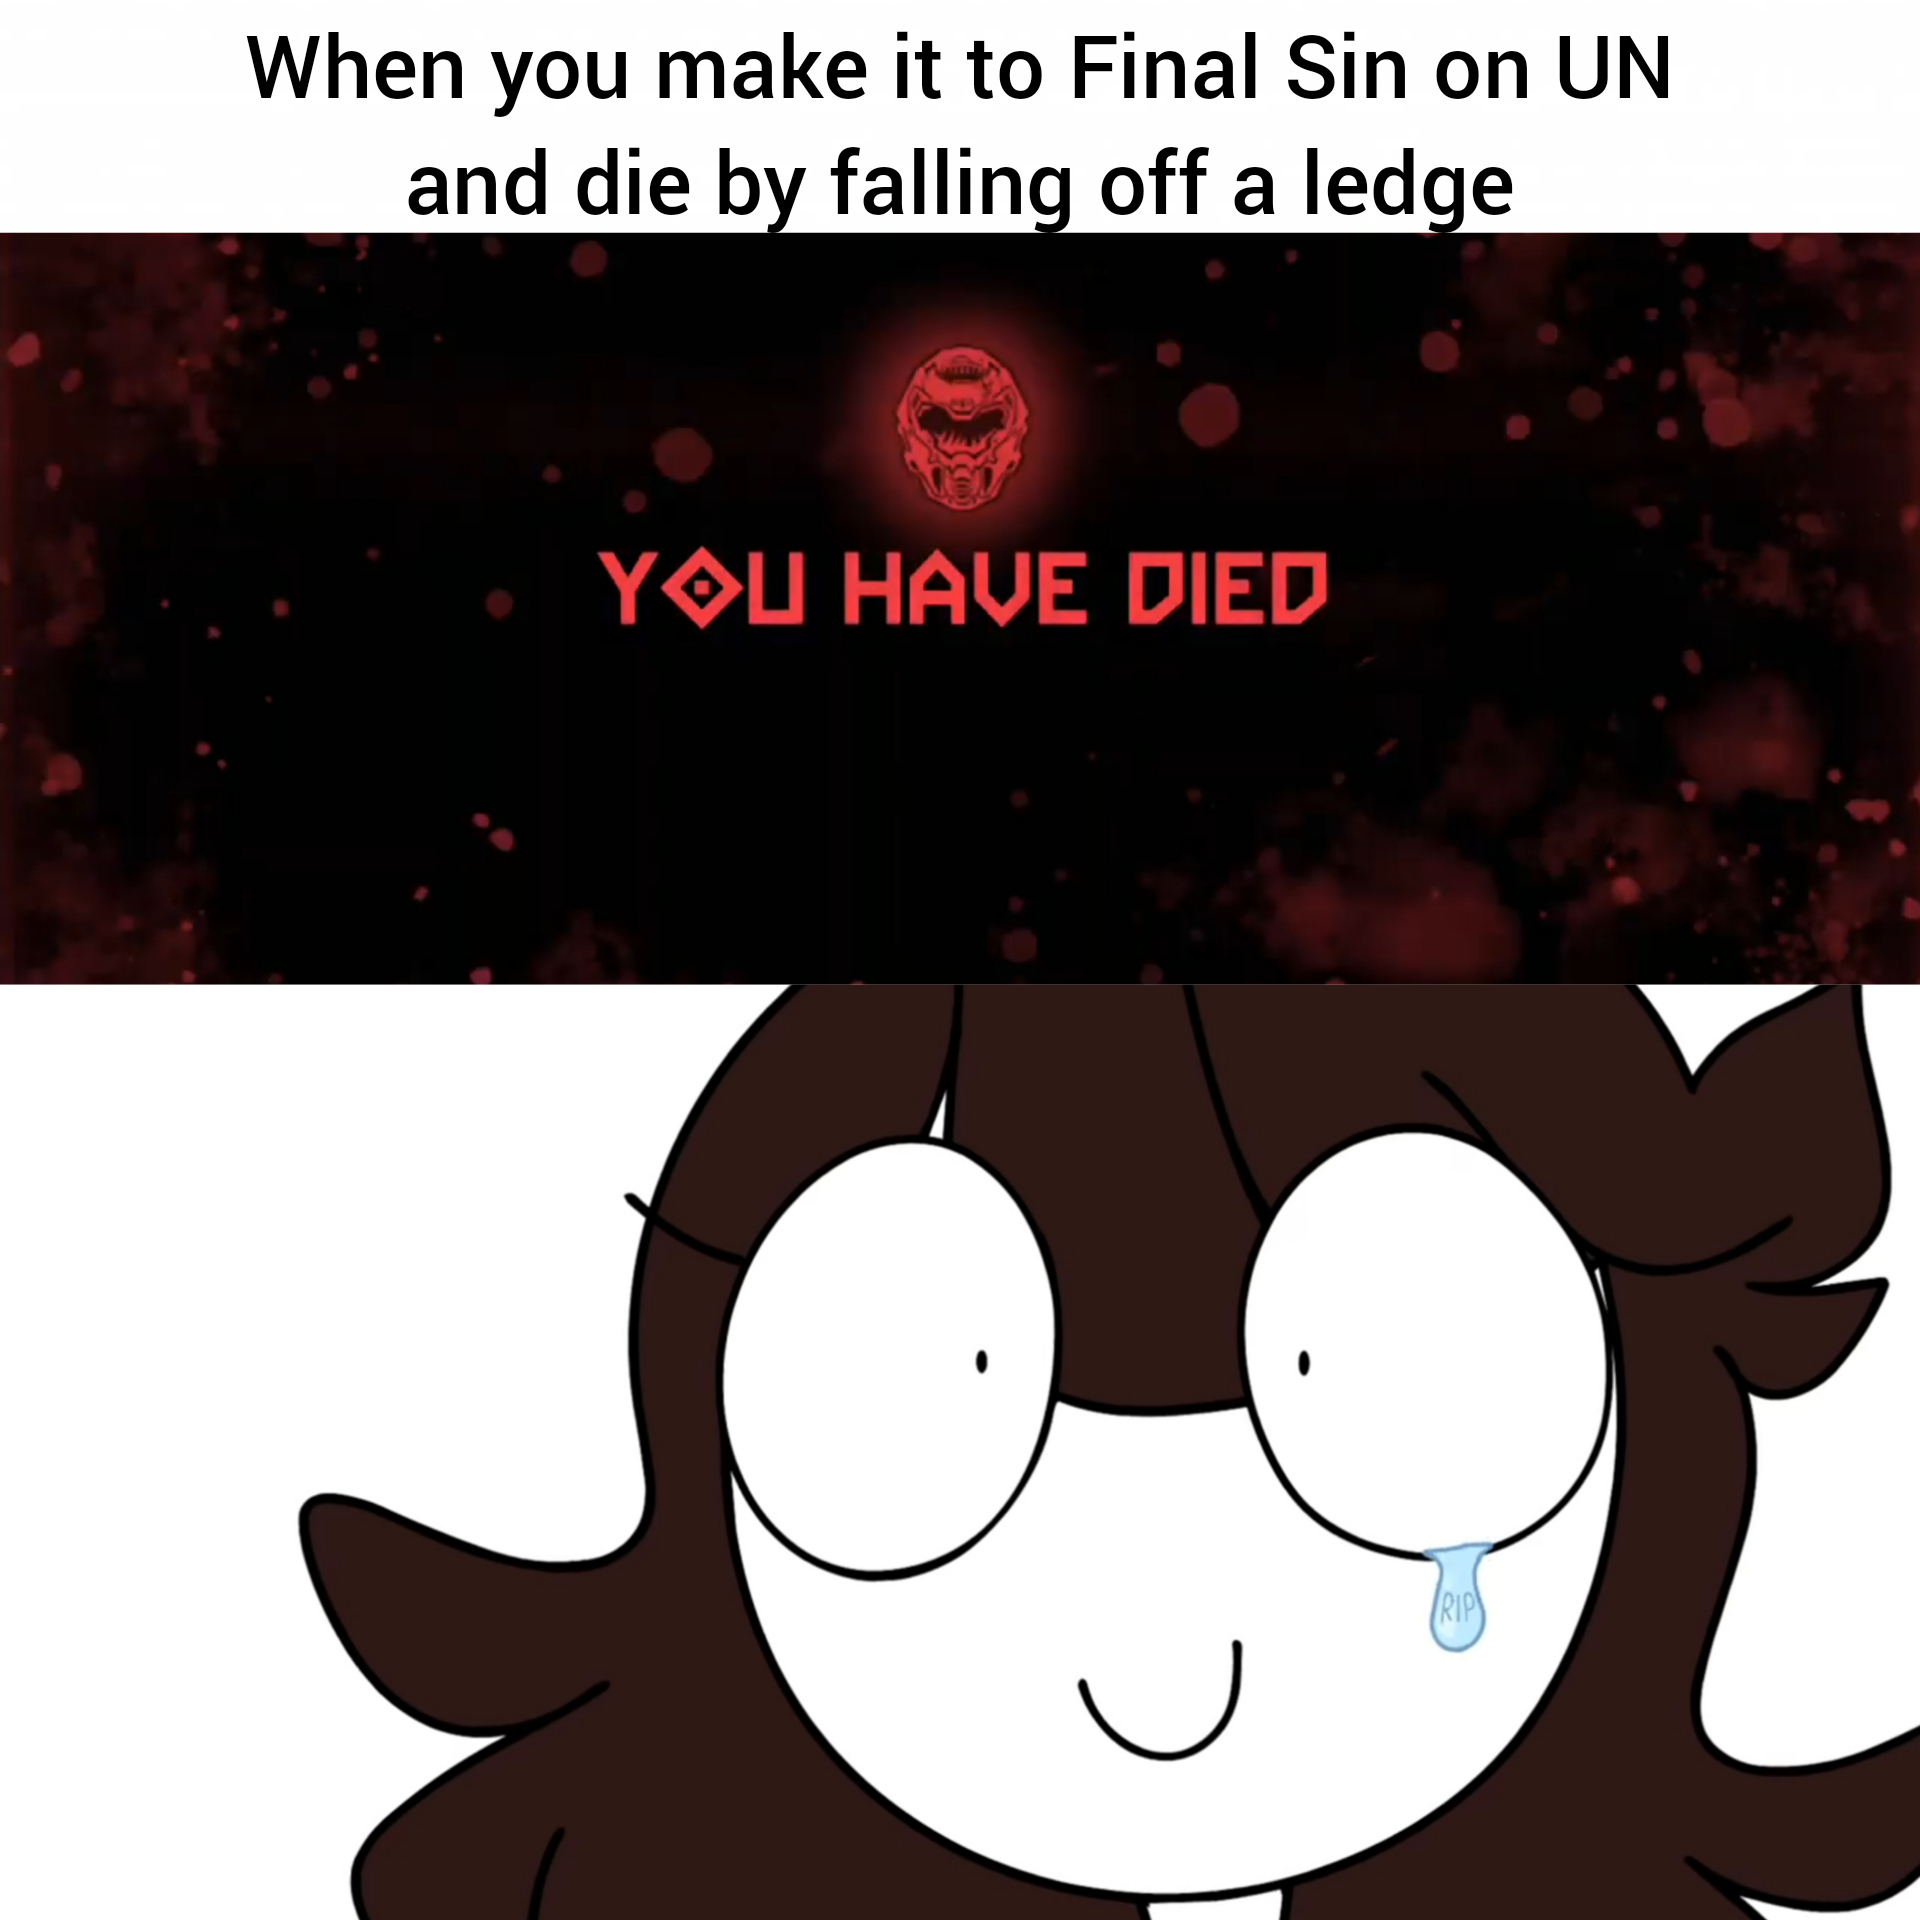 When you make it to Final Sin on UN
and die by falling off a ledge
YOU HAVE DIED
RIP